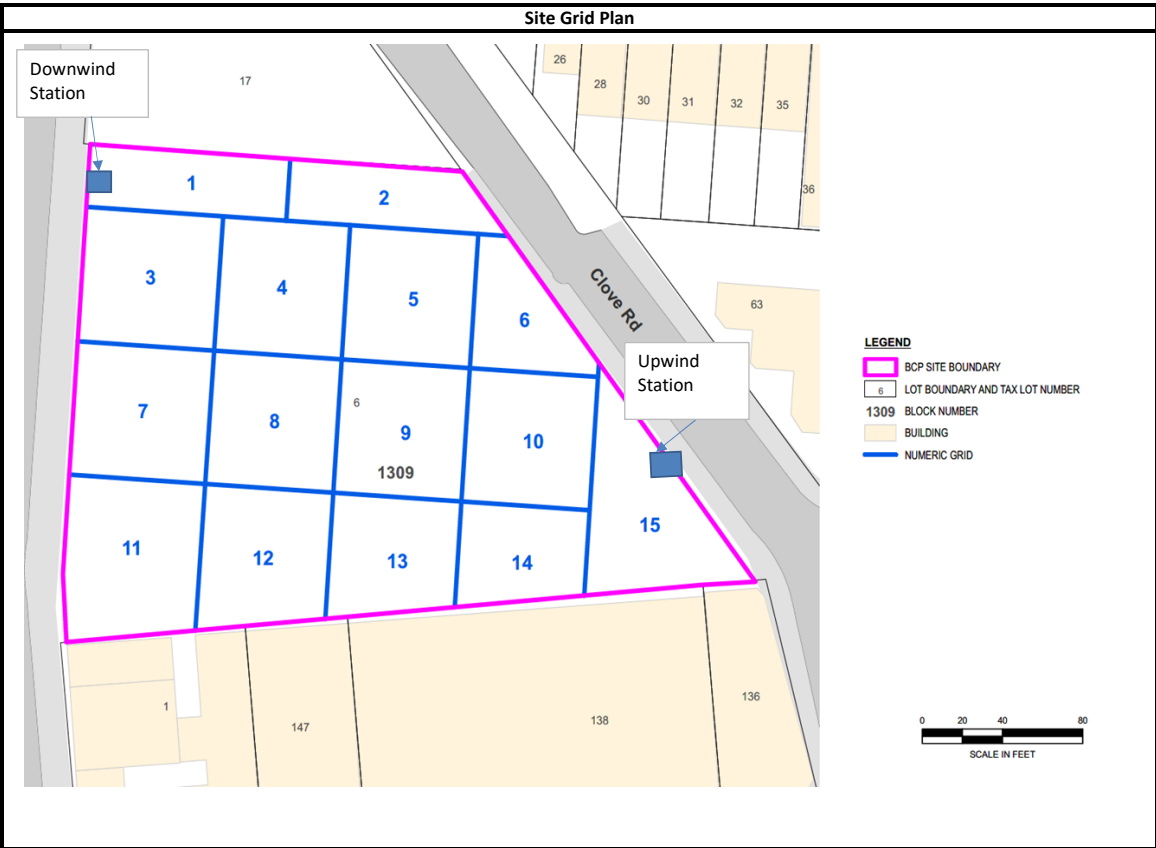 Site Grid Plan
Downwind
Station
17
26
28
30
31
32
35
36
1
2
3
4
5
6
Clove Rd
63
Upwind
Station
7
8
6
9
1309
10
11
12
13
14
15
1
147
138
136
LEGEND
BCP SITE BOUNDARY
6 LOT BOUNDARY AND TAX LOT NUMBER
1309 BLOCK NUMBER
BUILDING
NUMERIC GRID
0 20 40 80
SCALE IN FEET